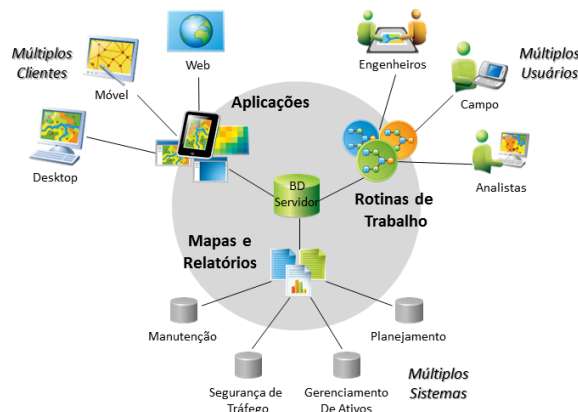 Múltiplos
Clientes
Web
Móvel
Desktop
Aplicações
Engenheiros
Múltiplos
Usuários
Campo
Analistas
BD
Servidor
Rotinas de
Trabalho
Mapas e
Relatórios
Manutenção
Planejamento
Segurança de
Tráfego
Gerenciamento
De Ativos
Múltiplos
Sistemas